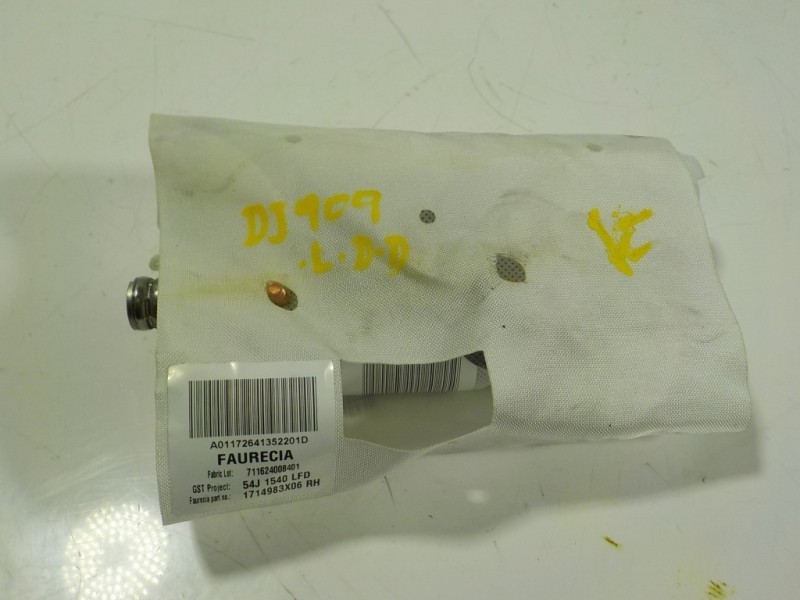 DJ909
.L.D.D
A01172641352201D
FAURECIA
Fabric Lot: 711624008401
GST Project: 54J 1540 LFD
Faurecia part no.: 1714983X06 RH